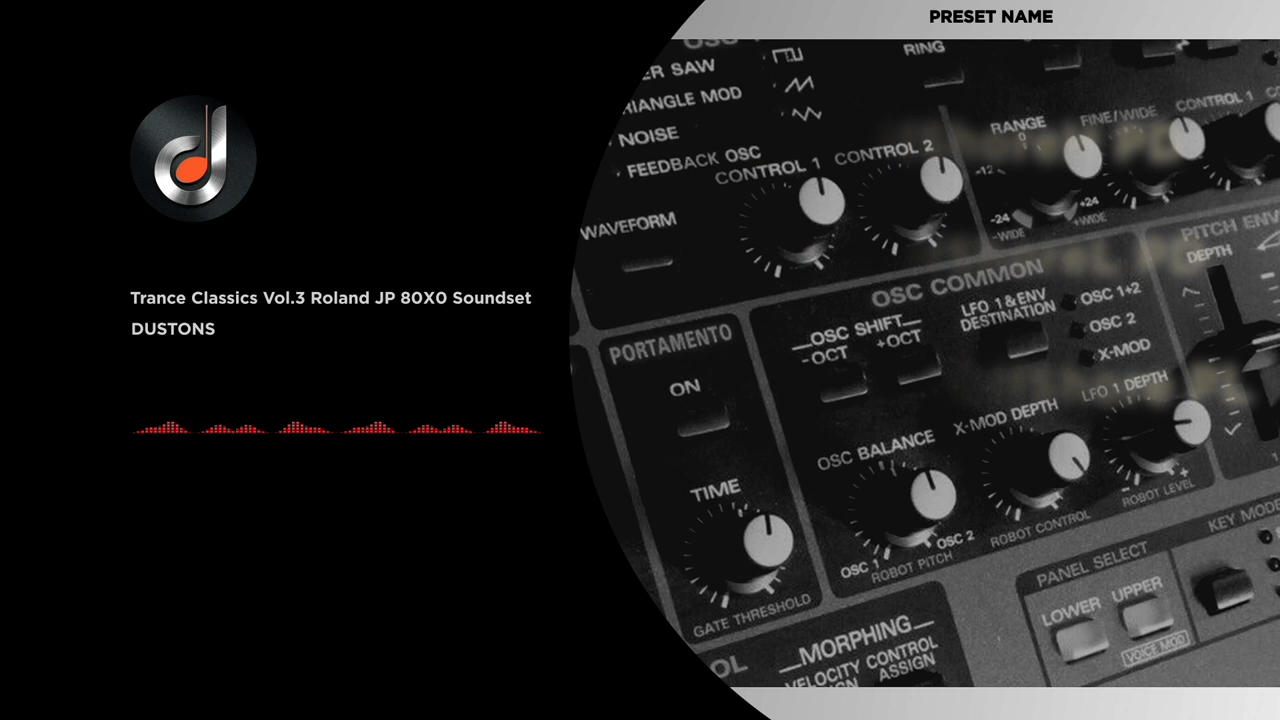 PRESET NAME
Trance Classics Vol.3 Roland JP 80X0 Soundset
DUSTONS
RING
ER SAW
RIANGLE MOD
NOISE
FEEDBACK OSC
CONTROL 1
CONTROL 2
WAVEFORM
RANGE
0
-12
-24
+24
-WIDE
+WIDE
FINE/WIDE
CONTROL 1
PITCH ENV
DEPTH
OSC COMMON
OSC SHIFT
-OCT
+OCT
LFO 1 & ENV
DESTINATION
OSC 1+2
OSC 2
X-MOD
PORTAMENTO
ON
TIME
GATE THRESHOLD
OSC BALANCE
OSC 1
OSC 2
ROBOT PITCH
X-MOD DEPTH
ROBOT CONTROL
LFO 1 DEPTH
- +
ROBOT LEVEL
KEY MODE
PANEL SELECT
LOWER
UPPER
VOICE MOD
OL
MORPHING
VELOCITY
CONTROL
ASSIGN